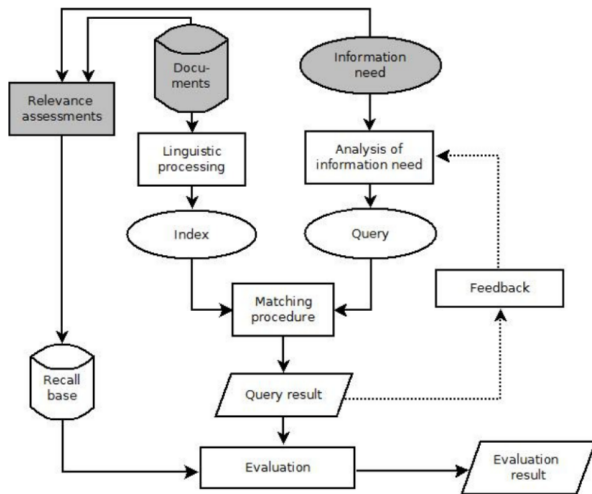 Docu-
ments
Information
need
Relevance
assessments
Linguistic
processing
Analysis of
information need
Index
Query
Matching
procedure
Feedback
Recall
base
Query result
Evaluation
Evaluation
result